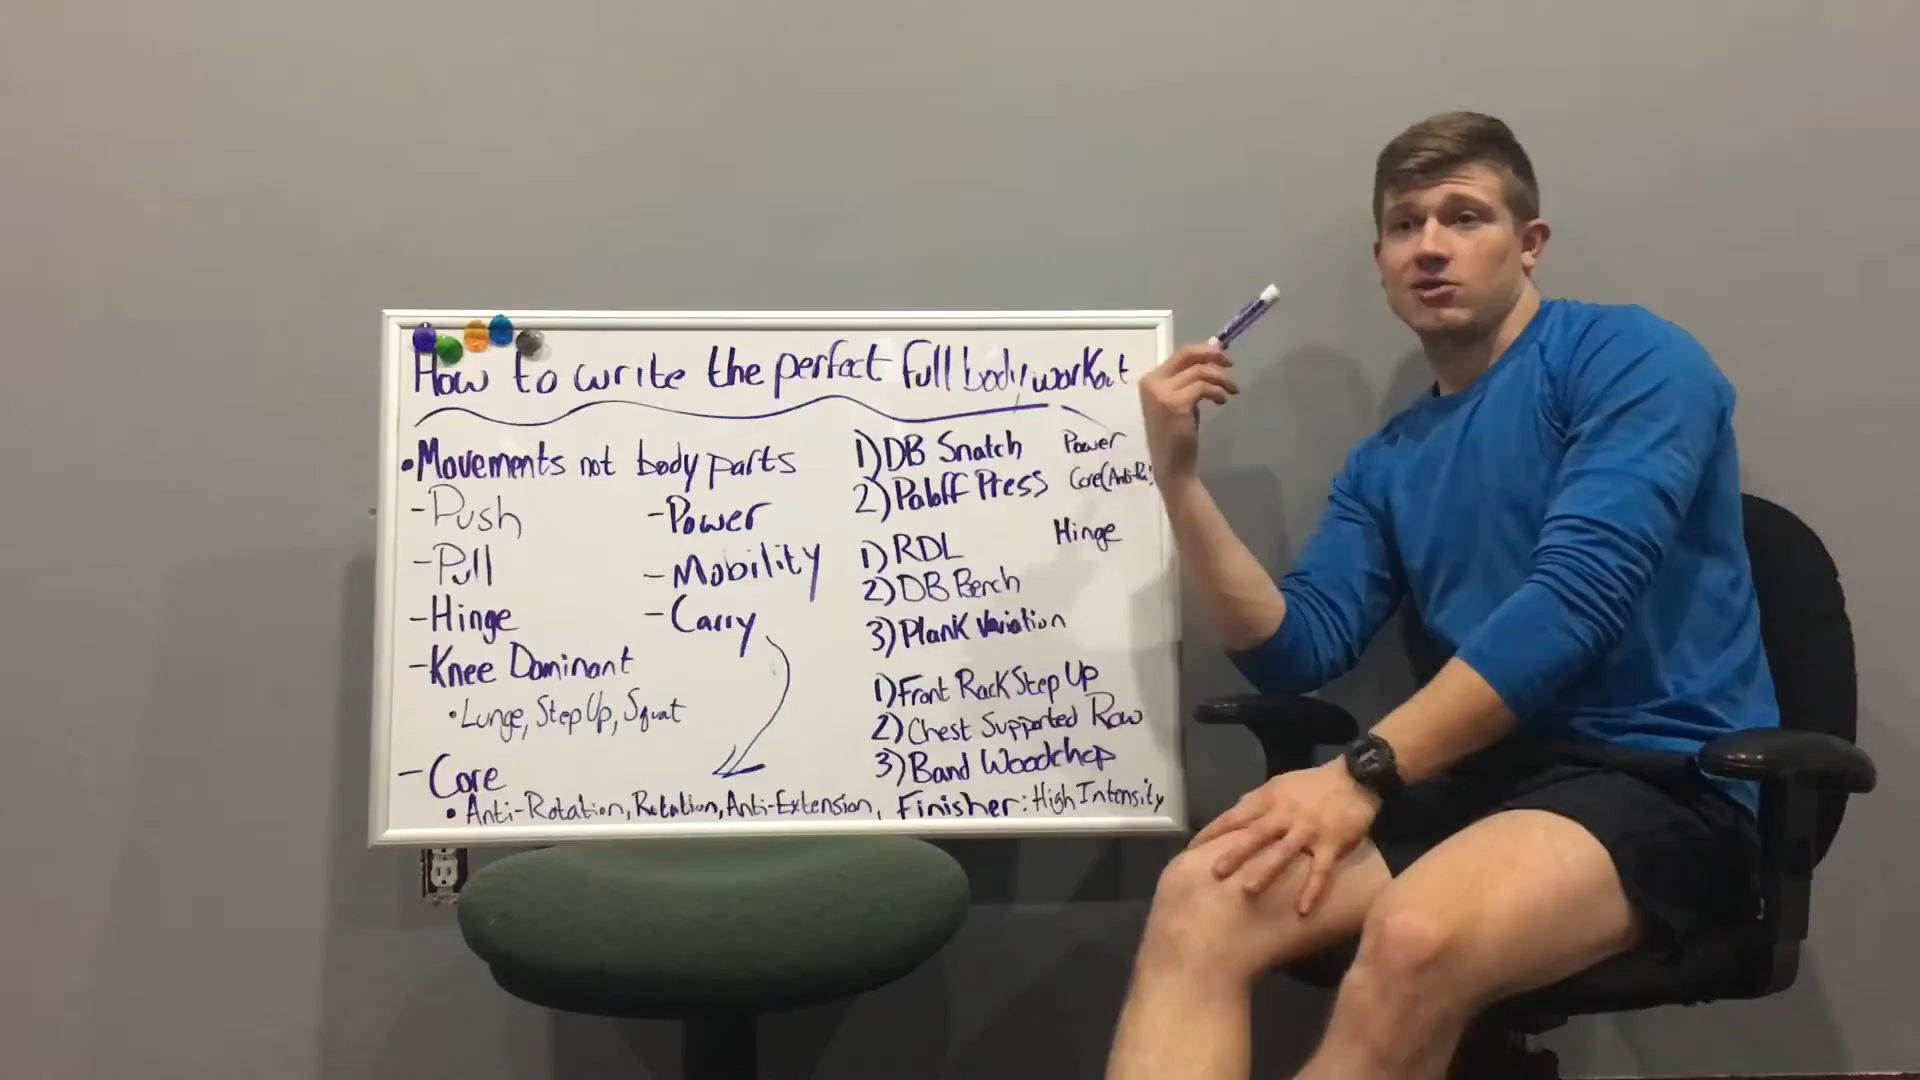 How to write the perfect full body workout
• Movements not body parts
- Push
- Pull
- Hinge
- Knee Dominant
• Lunge, Step Up, Squat
- Core
• Anti-Rotation, Rotation, Anti-Extension,
- Power
- Mobility
- Carry
1) DB Snatch Power
2) Paloff Press Core (Anti-R
1) RDL Hinge
2) DB Bench
3) Plank Variation
1) Front Rack Step Up
2) Chest Supported Row
3) Band Woodchop
Finisher: High Intensity